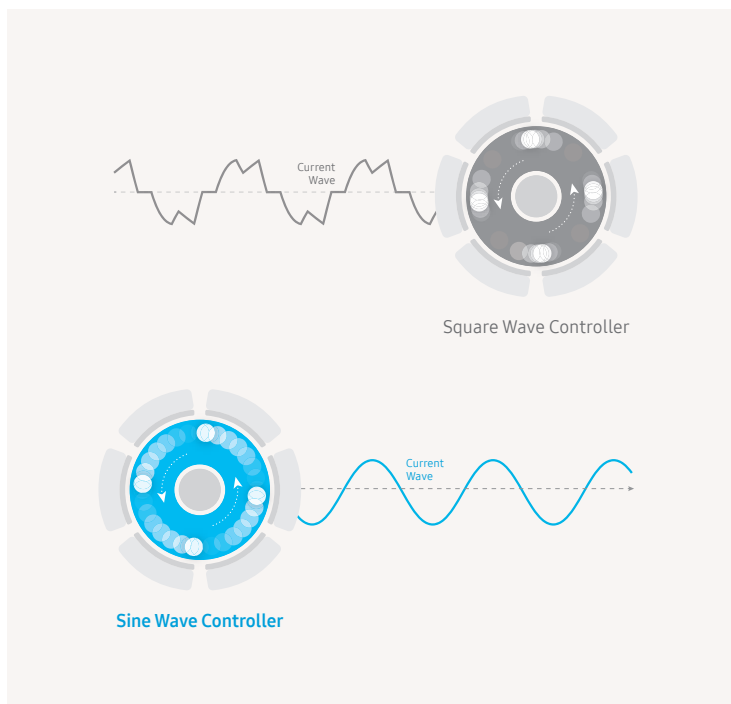 Current
Wave
Square Wave Controller
Current
Wave
Sine Wave Controller